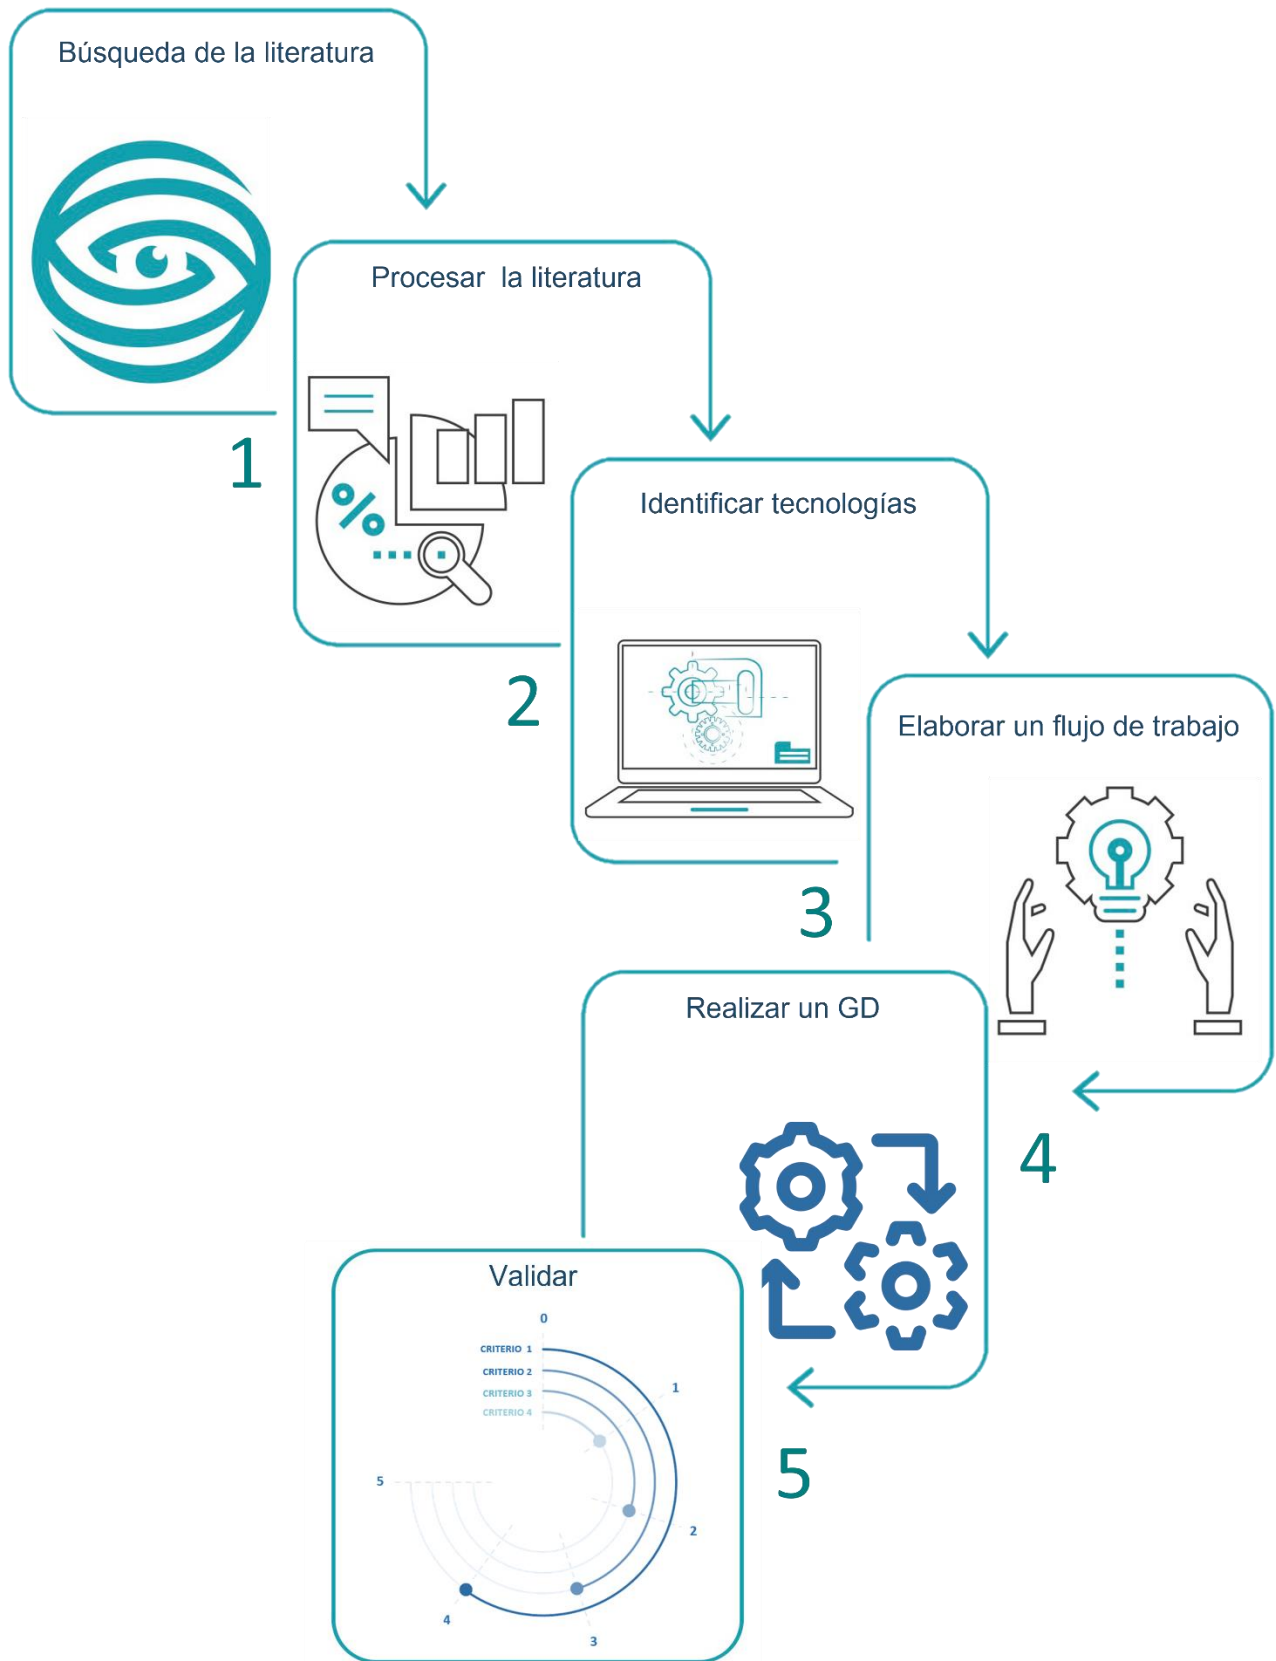 Búsqueda de la literatura
1
Procesar la literatura
%
2
Identificar tecnologías
3
Elaborar un flujo de trabajo
4
Realizar un GD
5
Validar
0
CRITERIO 1
CRITERIO 2
CRITERIO 3
CRITERIO 4
1
5
2
4
3